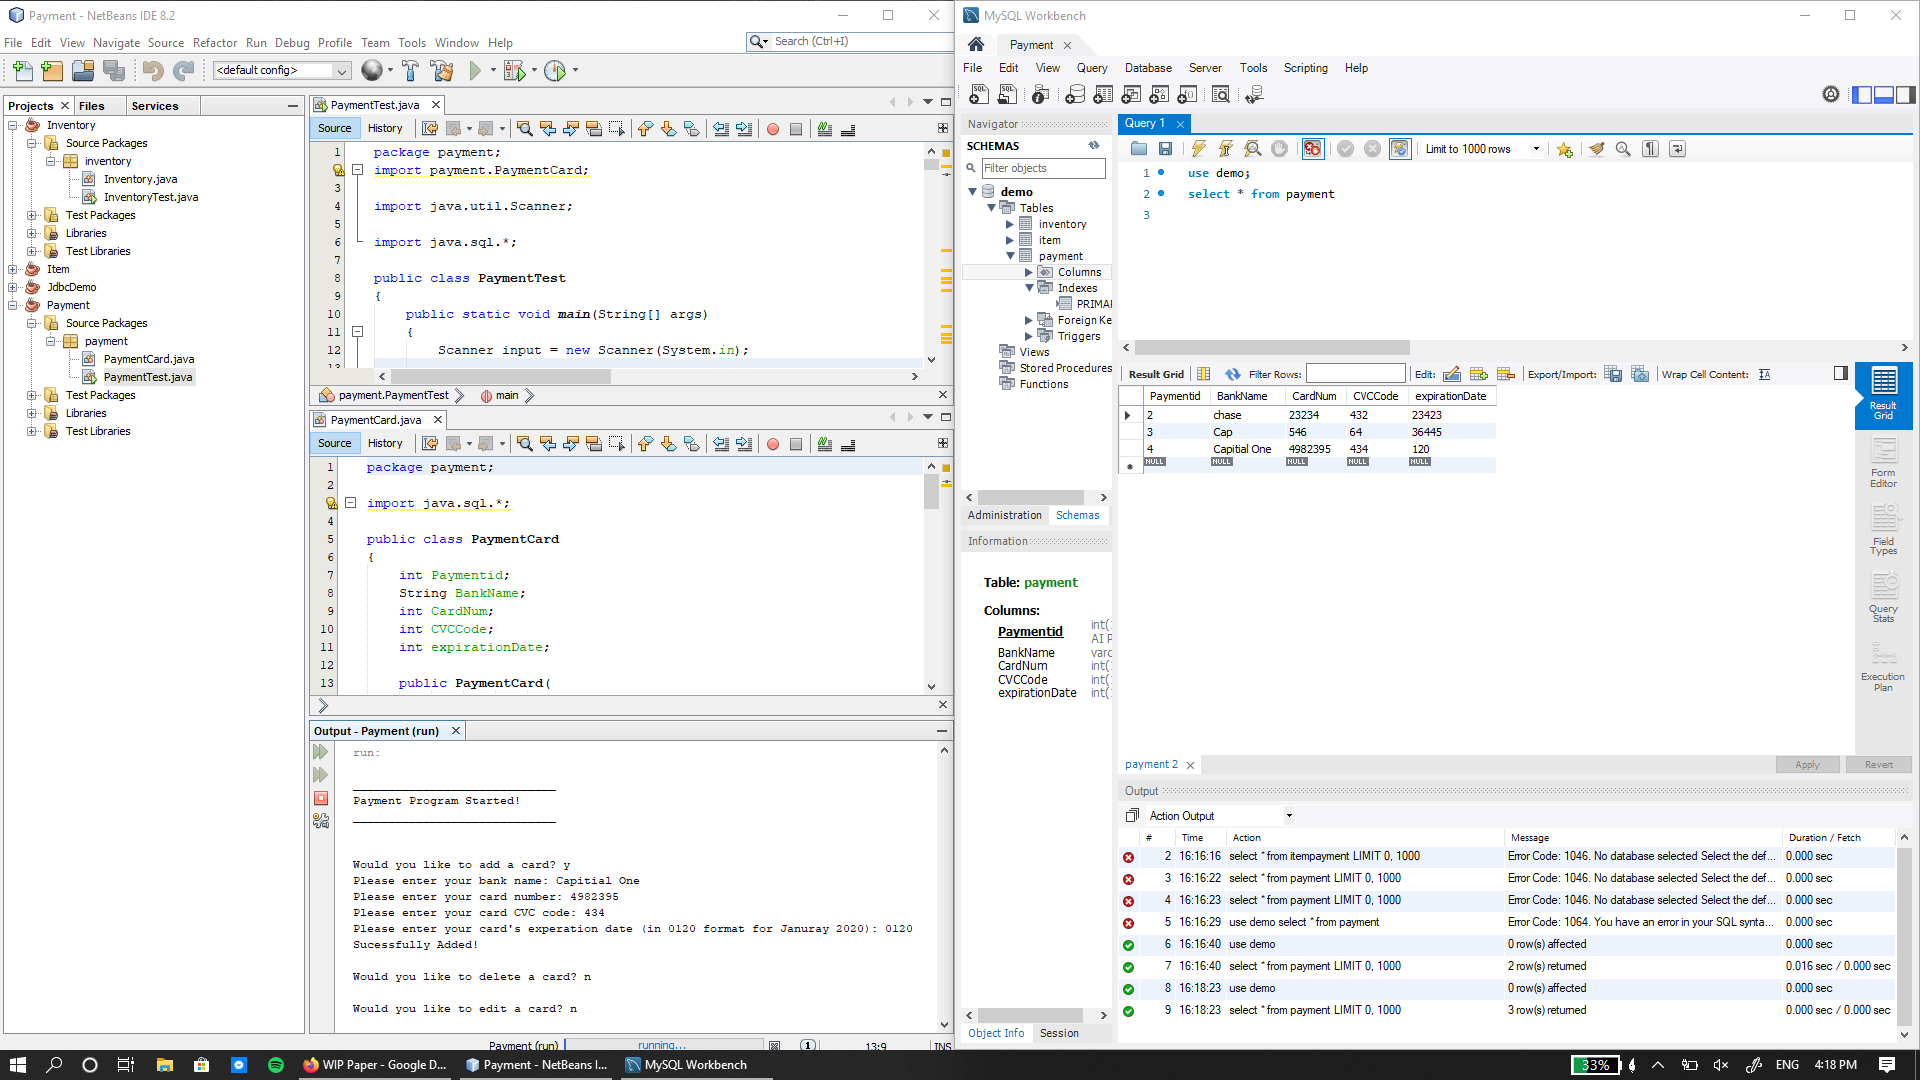 Payment - NetBeans IDE 8.2
File Edit View Navigate Source Refactor Run Debug Profile Team Tools Window Help
Search (Ctrl+I)
<default config>
Projects Files Services
Inventory
Source Packages
inventory
Inventory.java
InventoryTest.java
Test Packages
Libraries
Test Libraries
Item
JdbcDemo
Payment
Source Packages
payment
PaymentCard.java
PaymentTest.java
Test Packages
Libraries
Test Libraries
PaymentTest.java
Source History
1 package payment;
import payment.PaymentCard;
3
4 import java.util.Scanner;
5
6 import java.sql.*;
7
8 public class PaymentTest
9 {
10 public static void main(String[] args)
11 {
12 Scanner input = new Scanner(System.in);
13
payment.PaymentTest main
PaymentCard.java
Source History
1 package payment;
2
import java.sql.*;
4
5 public class PaymentCard
6 {
7 int Paymentid;
8 String BankName;
9 int CardNum;
10 int CVCCode;
11 int expirationDate;
12
13 public PaymentCard(
Output - Payment (run)
run:
Payment Program Started!
Would you like to add a card? y
Please enter your bank name: Capitial One
Please enter your card number: 4982395
Please enter your card CVC code: 434
Please enter your card's experation date (in 0120 format for Januray 2020): 0120
Sucessfully Added!
Would you like to delete a card? n
Would you like to edit a card? n
Payment (run) running... 1 13:9 INS
MySQL Workbench
Payment
File Edit View Query Database Server Tools Scripting Help
Navigator
SCHEMAS
Filter objects
demo
Tables
inventory
item
payment
Columns
Indexes
PRIMA
Foreign Ke
Triggers
Views
Stored Procedures
Functions
Administration Schemas
Information
Table: payment
Columns:
Paymentid int(
AI P
BankName varc
CardNum int(
CVCCode int(
expirationDate int(
Object Info Session
Query 1
Limit to 1000 rows
1 use demo;
2 select * from payment
3
Result Grid Filter Rows: Edit: Export/Import: Wrap Cell Content:
Paymentid BankName CardNum CVCCode expirationDate
2 chase 23234 432 23423
3 Cap 546 64 36445
4 Capitial One 4982395 434 120
NULL NULL NULL NULL NULL
Result Grid
Form Editor
Field Types
Query Stats
Execution Plan
payment 2
Apply Revert
Output
Action Output
# Time Action Message Duration / Fetch
2 16:16:16 select * from itempayment LIMIT 0, 1000 Error Code: 1046. No database selected Select the def... 0.000 sec
3 16:16:22 select * from payment LIMIT 0, 1000 Error Code: 1046. No database selected Select the def... 0.000 sec
4 16:16:23 select * from payment LIMIT 0, 1000 Error Code: 1046. No database selected Select the def... 0.000 sec
5 16:16:29 use demo select * from payment Error Code: 1064. You have an error in your SQL synta... 0.000 sec
6 16:16:40 use demo 0 row(s) affected 0.000 sec
7 16:16:40 select * from payment LIMIT 0, 1000 2 row(s) returned 0.016 sec / 0.000 sec
8 16:18:23 use demo 0 row(s) affected 0.000 sec
9 16:18:23 select * from payment LIMIT 0, 1000 3 row(s) returned 0.000 sec / 0.000 sec
WIP Paper - Google D... Payment - NetBeans I... MySQL Workbench 33% ENG 4:18 PM